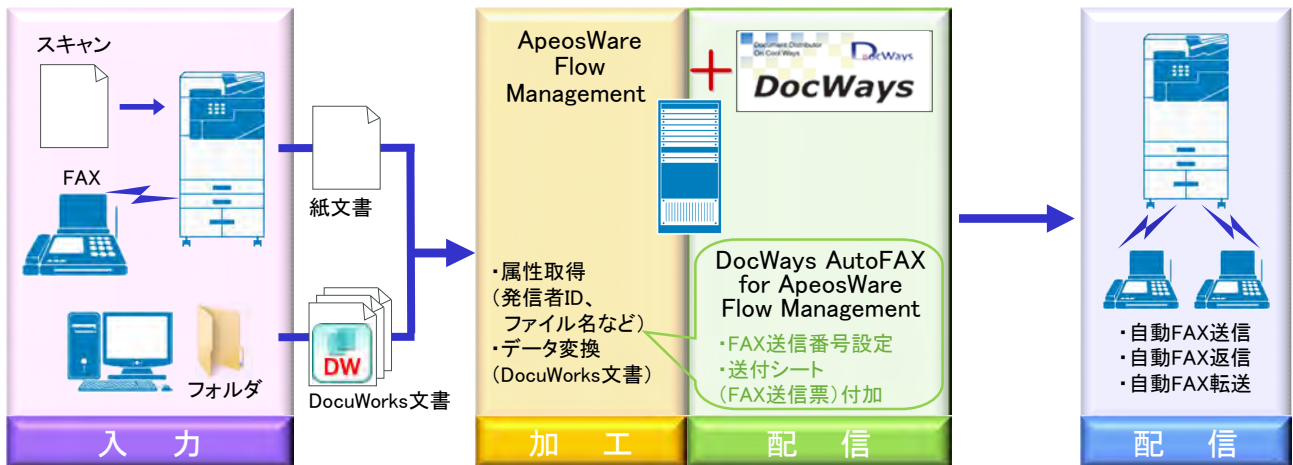 スキャン
FAX
フォルダ
紙文書
DW
DocuWorks文書
入 力
ApeosWare
Flow
Management
・属性取得
(発信者ID、
ファイル名など)
・データ変換
(DocuWorks文書)
加 工
Document Distributor
On Cool Ways
DocWays
DocWays
DocWays AutoFAX
for ApeosWare
Flow Management
・FAX送信番号設定
・送付シート
(FAX送信票)付加
配 信
・自動FAX送信
・自動FAX返信
・自動FAX転送
配 信